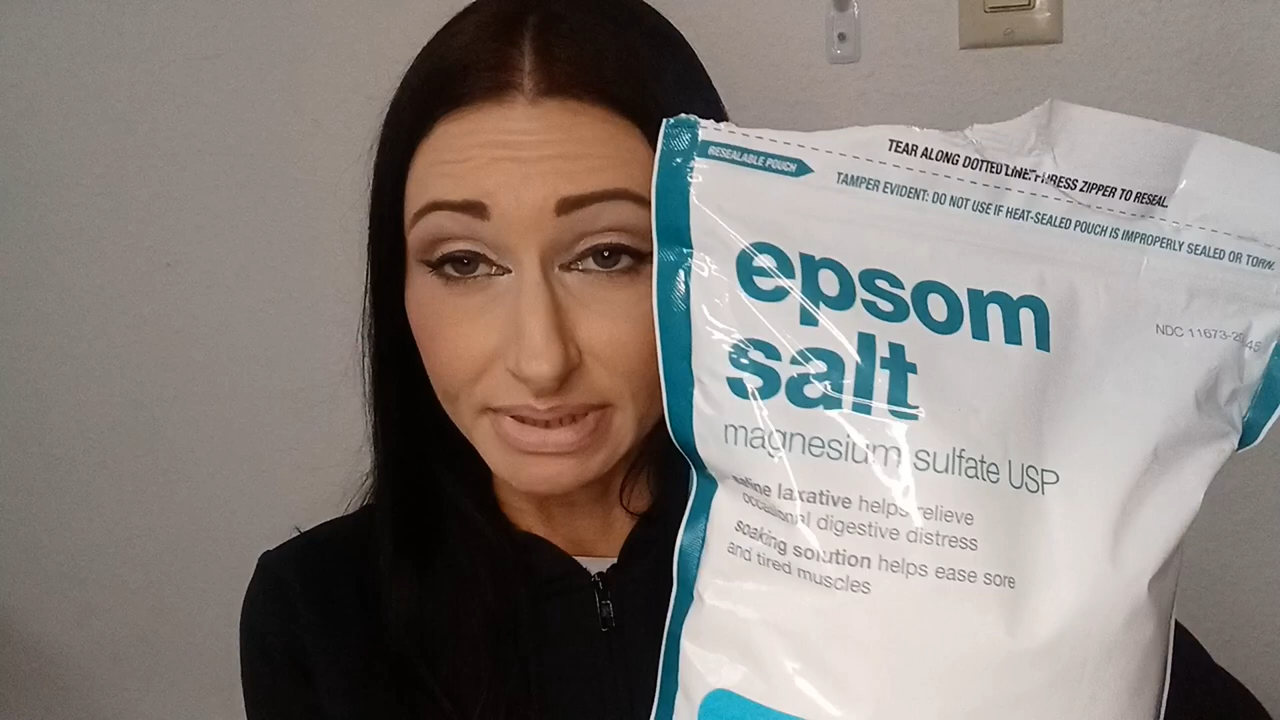 RESEALABLE POUCH
TEAR ALONG DOTTED LINE. PRESS ZIPPER TO RESEAL.
TAMPER EVIDENT: DO NOT USE IF HEAT-SEALED POUCH IS IMPROPERLY SEALED OR TORN.
epsom
salt
NDC 11673-
magnesium sulfate USP
saline laxative helps relieve
occasional digestive distress
soaking solution helps ease sore
and tired muscles